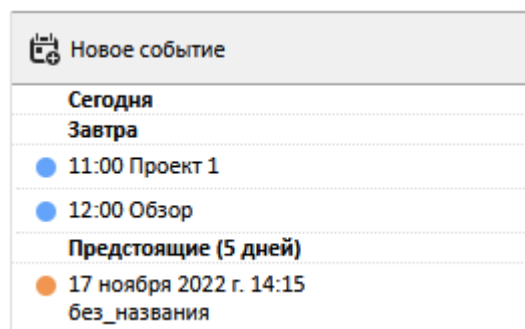 Новое событие
Сегодня
Завтра
11:00 Проект 1
12:00 Обзор
Предстоящие (5 дней)
17 ноября 2022 г. 14:15
без_названия